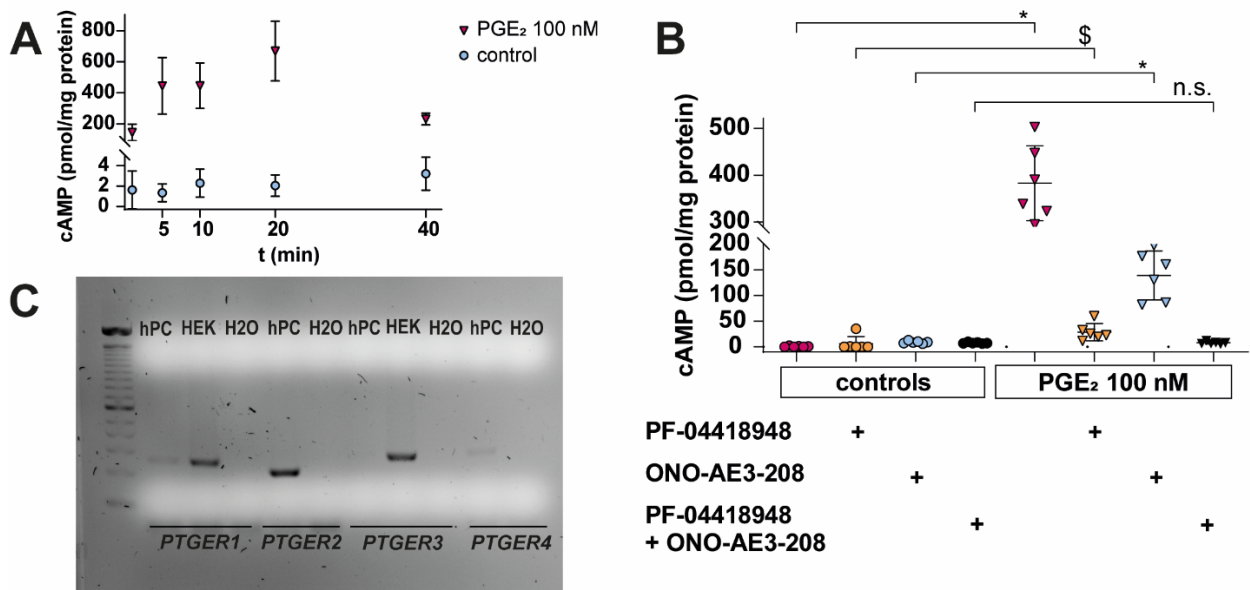 A
cAMP (pmol/mg protein)
800
600
400
200
4
2
0
5
10
20
40
t (min)
PGE₂ 100 nM
control
B
*
$
*
n.s.
cAMP (pmol/mg protein)
500
400
300
200
150
100
50
0
controls
PGE₂ 100 nM
PF-04418948
+
+
ONO-AE3-208
+
+
PF-04418948
+ ONO-AE3-208
+
+
C
hPC HEK H2O hPC H2O hPC HEK H2O hPC H2O
PTGER1 PTGER2 PTGER3 PTGER4